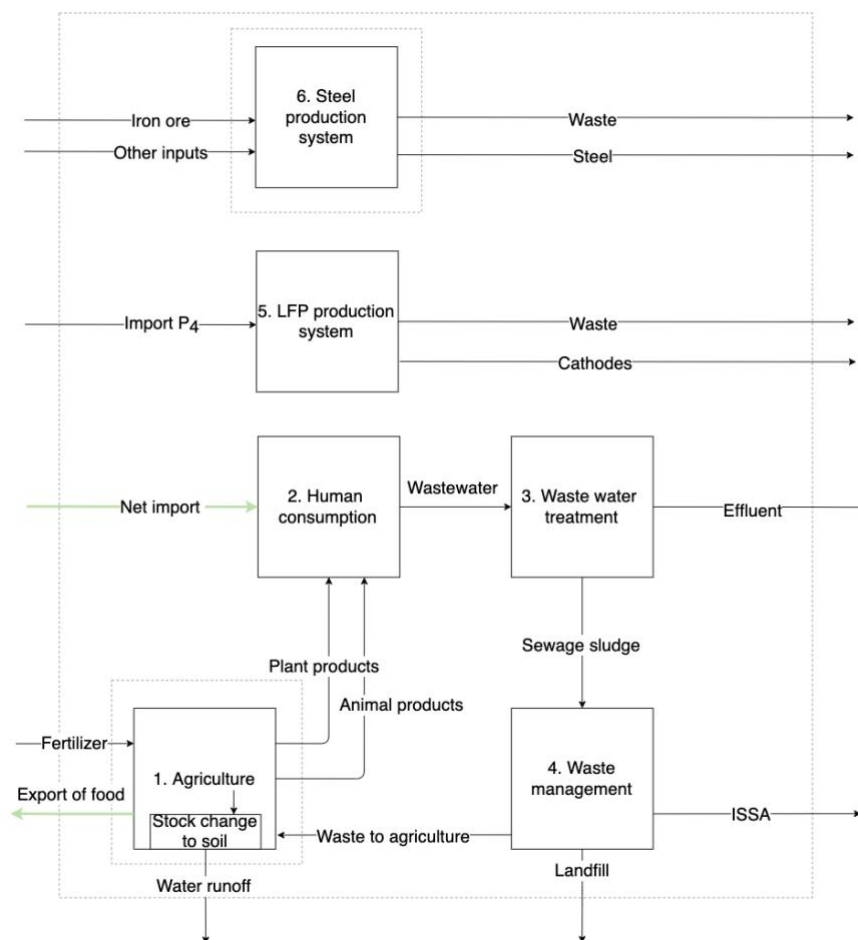 6. Steel
production
system
Iron ore
Other inputs
Waste
Steel
5. LFP production
system
Import P4
Waste
Cathodes
2. Human
consumption
Net import
Wastewater
3. Waste water
treatment
Effluent
Sewage sludge
Plant products
Animal products
Fertilizer
1. Agriculture
Export of food
Stock change
to soil
Water runoff
Waste to agriculture
4. Waste
management
ISSA
Landfill